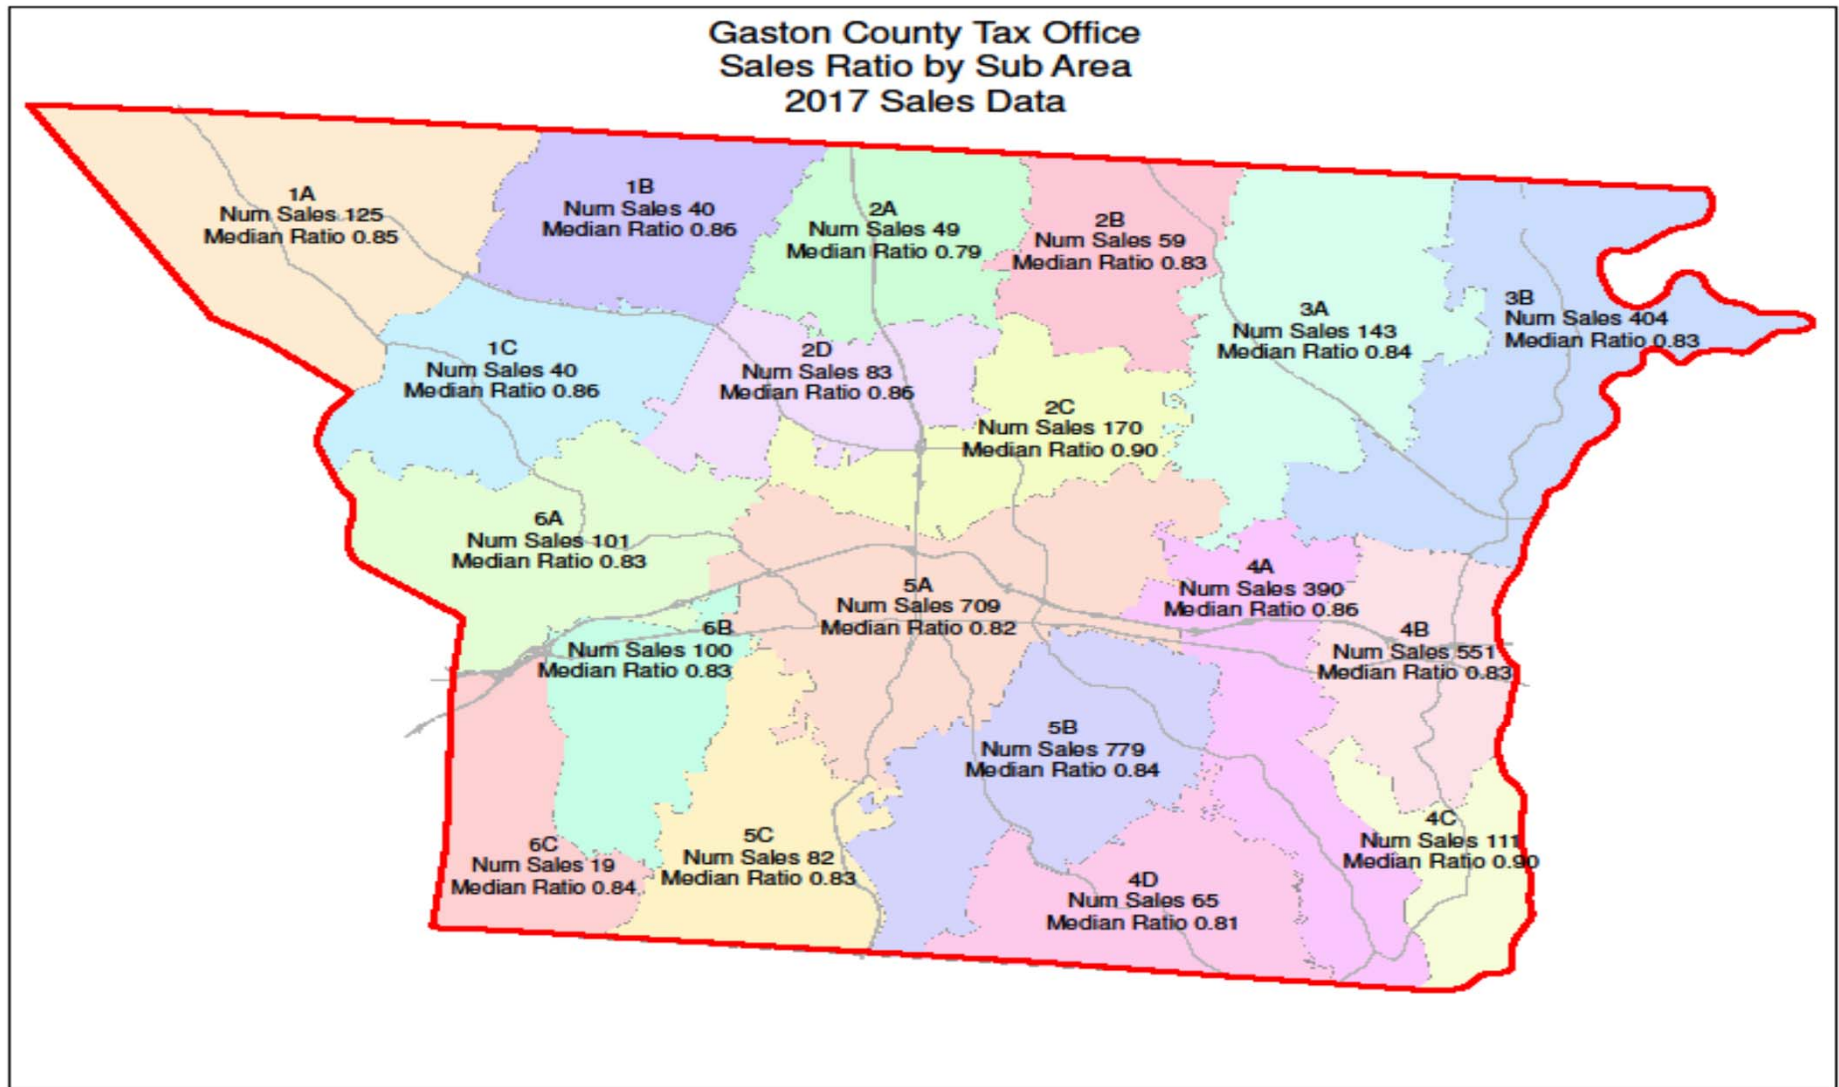 Gaston County Tax Office
Sales Ratio by Sub Area
2017 Sales Data
1A
Num Sales 125
Median Ratio 0.85
1B
Num Sales 40
Median Ratio 0.86
2A
Num Sales 49
Median Ratio 0.79
2B
Num Sales 59
Median Ratio 0.83
3A
Num Sales 143
Median Ratio 0.84
3B
Num Sales 404
Median Ratio 0.83
1C
Num Sales 40
Median Ratio 0.86
2D
Num Sales 83
Median Ratio 0.86
2C
Num Sales 170
Median Ratio 0.90
6A
Num Sales 101
Median Ratio 0.83
5A
Num Sales 709
Median Ratio 0.82
4A
Num Sales 390
Median Ratio 0.86
6B
Num Sales 100
Median Ratio 0.83
4B
Num Sales 551
Median Ratio 0.83
5B
Num Sales 779
Median Ratio 0.84
6C
Num Sales 19
Median Ratio 0.84
5C
Num Sales 82
Median Ratio 0.83
4C
Num Sales 111
Median Ratio 0.90
4D
Num Sales 65
Median Ratio 0.81